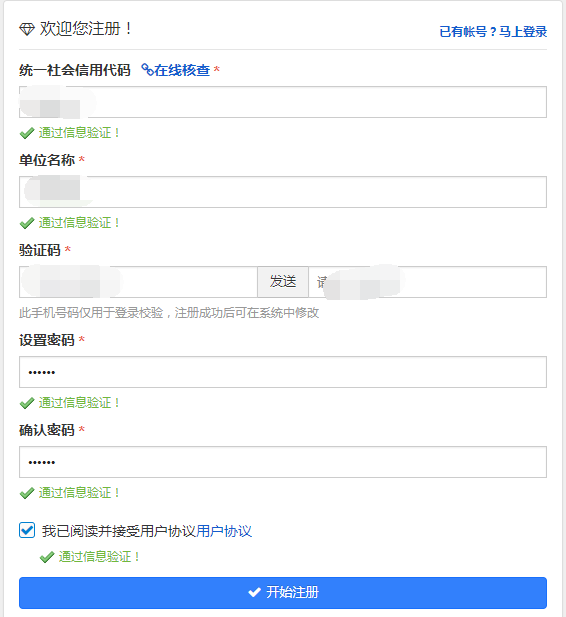 欢迎您注册！
已有帐号？马上登录
统一社会信用代码 在线核查 *
通过信息验证！
单位名称 *
通过信息验证！
验证码 *
发送
此手机号码仅用于登录校验，注册成功后可在系统中修改
设置密码 *
••••••
通过信息验证！
确认密码 *
••••••
通过信息验证！
我已阅读并接受用户协议用户协议
通过信息验证！
开始注册